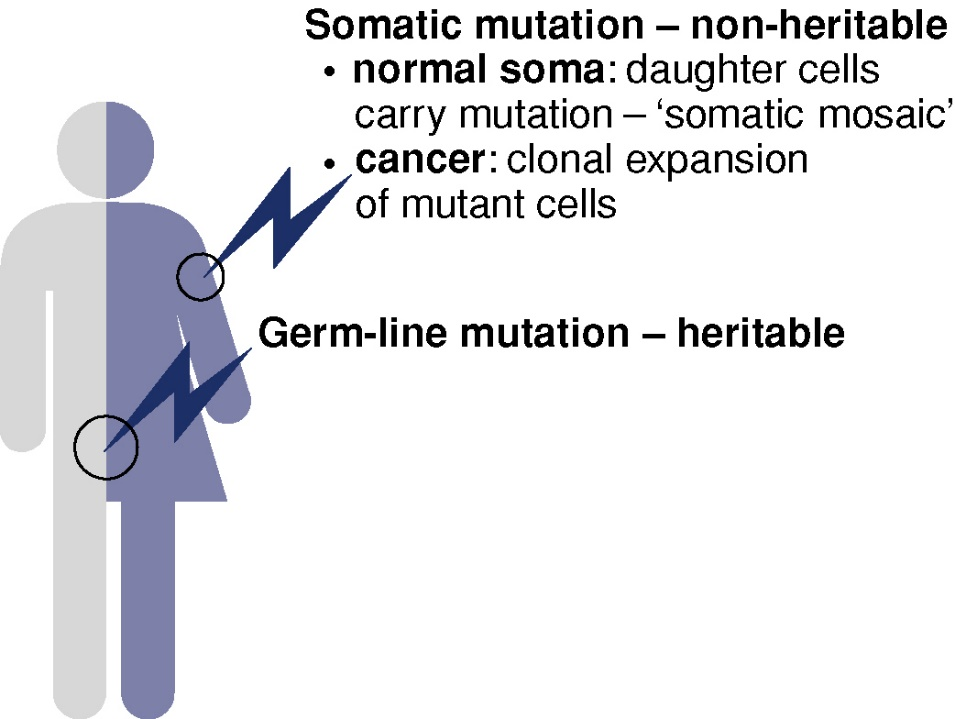 Somatic mutation – non-heritable
• normal soma: daughter cells
carry mutation – ‘somatic mosaic’
• cancer: clonal expansion
of mutant cells
Germ-line mutation – heritable